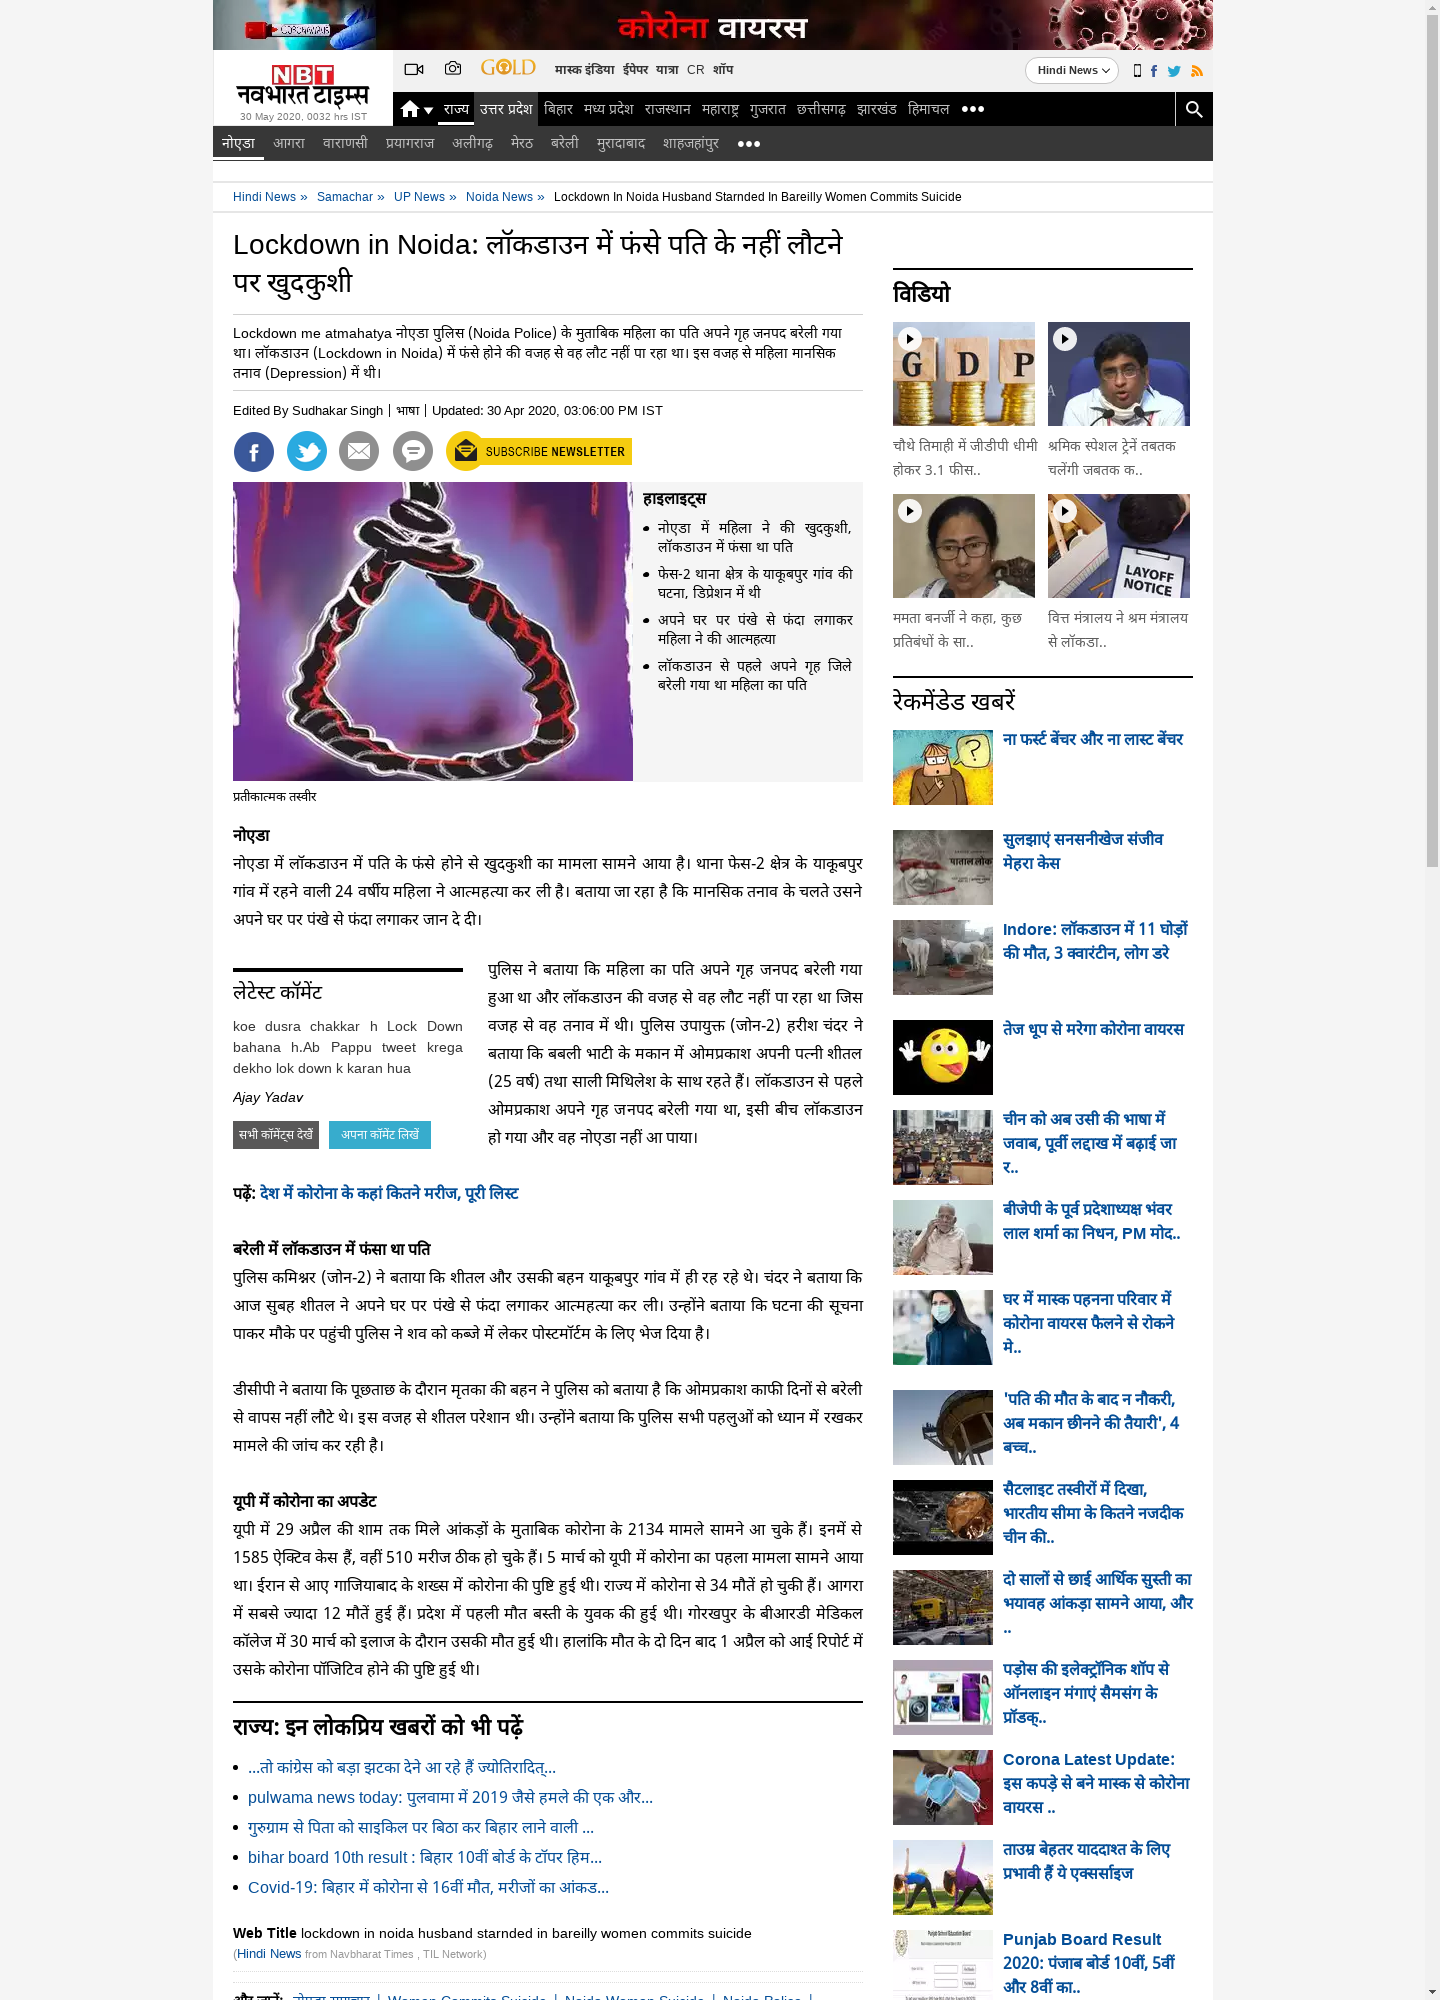 CORONAVIRUS
कोरोना वायरस
NBT
नवभारत टाइम्स
30 May 2020, 0032 hrs IST
GOLD मास्क इंडिया ईपेपर यात्रा CR शॉप
Hindi News
राज्य उत्तर प्रदेश बिहार मध्य प्रदेश राजस्थान महाराष्ट्र गुजरात छत्तीसगढ़ झारखंड हिमाचल
नोएडा आगरा वाराणसी प्रयागराज अलीगढ़ मेरठ बरेली मुरादाबाद शाहजहांपुर
Hindi News » Samachar » UP News » Noida News » Lockdown In Noida Husband Starnded In Bareilly Women Commits Suicide
Lockdown in Noida: लॉकडाउन में फंसे पति के नहीं लौटने
पर खुदकुशी
Lockdown me atmahatya नोएडा पुलिस (Noida Police) के मुताबिक महिला का पति अपने गृह जनपद बरेली गया
था। लॉकडाउन (Lockdown in Noida) में फंसे होने की वजह से वह लौट नहीं पा रहा था। इस वजह से महिला मानसिक
तनाव (Depression) में थी।
Edited By Sudhakar Singh | भाषा | Updated: 30 Apr 2020, 03:06:00 PM IST
SUBSCRIBE NEWSLETTER
हाइलाइट्स
नोएडा में महिला ने की खुदकुशी,
लॉकडाउन में फंसा था पति
फेस-2 थाना क्षेत्र के याकूबपुर गांव की
घटना, डिप्रेशन में थी
अपने घर पर पंखे से फंदा लगाकर
महिला ने की आत्महत्या
लॉकडाउन से पहले अपने गृह जिले
बरेली गया था महिला का पति
प्रतीकात्मक तस्वीर
नोएडा
नोएडा में लॉकडाउन में पति के फंसे होने से खुदकुशी का मामला सामने आया है। थाना फेस-2 क्षेत्र के याकूबपुर
गांव में रहने वाली 24 वर्षीय महिला ने आत्महत्या कर ली है। बताया जा रहा है कि मानसिक तनाव के चलते उसने
अपने घर पर पंखे से फंदा लगाकर जान दे दी।
लेटेस्ट कॉमेंट
koe dusra chakkar h Lock Down
bahana h.Ab Pappu tweet krega
dekho lok down k karan hua
Ajay Yadav
सभी कॉमेंट्स देखेैं अपना कॉमेंट लिखें
पुलिस ने बताया कि महिला का पति अपने गृह जनपद बरेली गया
हुआ था और लॉकडाउन की वजह से वह लौट नहीं पा रहा था जिस
वजह से वह तनाव में थी। पुलिस उपायुक्त (जोन-2) हरीश चंदर ने
बताया कि बबली भाटी के मकान में ओमप्रकाश अपनी पत्नी शीतल
(25 वर्ष) तथा साली मिथिलेश के साथ रहते हैं। लॉकडाउन से पहले
ओमप्रकाश अपने गृह जनपद बरेली गया था, इसी बीच लॉकडाउन
हो गया और वह नोएडा नहीं आ पाया।
पढ़ें: देश में कोरोना के कहां कितने मरीज, पूरी लिस्ट
बरेली में लॉकडाउन में फंसा था पति
पुलिस कमिश्नर (जोन-2) ने बताया कि शीतल और उसकी बहन याकूबपुर गांव में ही रह रहे थे। चंदर ने बताया कि
आज सुबह शीतल ने अपने घर पर पंखे से फंदा लगाकर आत्महत्या कर ली। उन्होंने बताया कि घटना की सूचना
पाकर मौके पर पहुंची पुलिस ने शव को कब्जे में लेकर पोस्टमॉर्टम के लिए भेज दिया है।
डीसीपी ने बताया कि पूछताछ के दौरान मृतका की बहन ने पुलिस को बताया है कि ओमप्रकाश काफी दिनों से बरेली
से वापस नहीं लौटे थे। इस वजह से शीतल परेशान थी। उन्होंने बताया कि पुलिस सभी पहलुओं को ध्यान में रखकर
मामले की जांच कर रही है।
यूपी में कोरोना का अपडेट
यूपी में 29 अप्रैल की शाम तक मिले आंकड़ों के मुताबिक कोरोना के 2134 मामले सामने आ चुके हैं। इनमें से
1585 ऐक्टिव केस हैं, वहीं 510 मरीज ठीक हो चुके हैं। 5 मार्च को यूपी में कोरोना का पहला मामला सामने आया
था। ईरान से आए गाजियाबाद के शख्स में कोरोना की पुष्टि हुई थी। राज्य में कोरोना से 34 मौतें हो चुकी हैं। आगरा
में सबसे ज्यादा 12 मौतें हुई हैं। प्रदेश में पहली मौत बस्ती के युवक की हुई थी। गोरखपुर के बीआरडी मेडिकल
कॉलेज में 30 मार्च को इलाज के दौरान उसकी मौत हुई थी। हालांकि मौत के दो दिन बाद 1 अप्रैल को आई रिपोर्ट में
उसके कोरोना पॉजिटिव होने की पुष्टि हुई थी।
राज्य: इन लोकप्रिय खबरों को भी पढ़ें
...तो कांग्रेस को बड़ा झटका देने आ रहे हैं ज्योतिरादित्...
pulwama news today: पुलवामा में 2019 जैसे हमले की एक और...
गुरुग्राम से पिता को साइकिल पर बिठा कर बिहार लाने वाली ...
bihar board 10th result : बिहार 10वीं बोर्ड के टॉपर हिम...
Covid-19: बिहार में कोरोना से 16वीं मौत, मरीजों का आंकड...
Web Title lockdown in noida husband starnded in bareilly women commits suicide
(Hindi News from Navbharat Times , TIL Network)
और जानें: नोएडा समाचार | Women Commits Suicide | Noida Women Suicide | Noida Police |
विडियो
GDP
चौथे तिमाही में जीडीपी धीमी
होकर 3.1 फीस..
श्रमिक स्पेशल ट्रेनें तबतक
चलेंगी जबतक क..
ममता बनर्जी ने कहा, कुछ
प्रतिबंधों के सा..
LAYOFF
NOTICE
वित्त मंत्रालय ने श्रम मंत्रालय
से लॉकडा..
रेकमेंडेड खबरें
ना फर्स्ट बेंचर और ना लास्ट बेंचर
पाताल लोक
सुलझाएं सनसनीखेज संजीव
मेहरा केस
Indore: लॉकडाउन में 11 घोड़ों
की मौत, 3 क्वारंटीन, लोग डरे
तेज धूप से मरेगा कोरोना वायरस
चीन को अब उसी की भाषा में
जवाब, पूर्वी लद्दाख में बढ़ाई जा
र..
बीजेपी के पूर्व प्रदेशाध्यक्ष भंवर
लाल शर्मा का निधन, PM मोद..
घर में मास्क पहनना परिवार में
कोरोना वायरस फैलने से रोकने
मे..
'पति की मौत के बाद न नौकरी,
अब मकान छीनने की तैयारी', 4
बच्च..
सैटलाइट तस्वीरों में दिखा,
भारतीय सीमा के कितने नजदीक
चीन की..
दो सालों से छाई आर्थिक सुस्ती का
भयावह आंकड़ा सामने आया, और
..
पड़ोस की इलेक्ट्रॉनिक शॉप से
ऑनलाइन मंगाएं सैमसंग के
प्रॉडक्..
Corona Latest Update:
इस कपड़े से बने मास्क से कोरोना
वायरस ..
ताउम्र बेहतर याददाश्त के लिए
प्रभावी हैं ये एक्सर्साइज
Punjab Board Result
2020: पंजाब बोर्ड 10वीं, 5वीं
और 8वीं का..